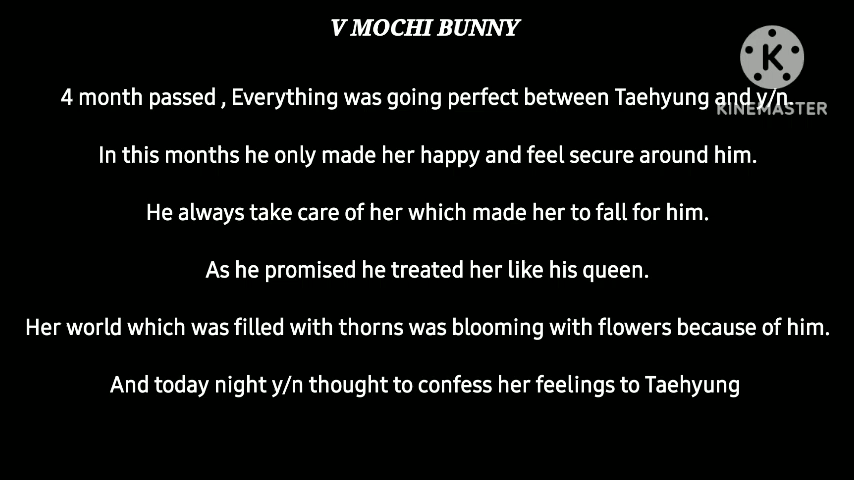 V MOCHI BUNNY
4 month passed , Everything was going perfect between Taehyung and y/n.
KINEMASTER
In this months he only made her happy and feel secure around him.
He always take care of her which made her to fall for him.
As he promised he treated her like his queen.
Her world which was filled with thorns was blooming with flowers because of him.
And today night y/n thought to confess her feelings to Taehyung